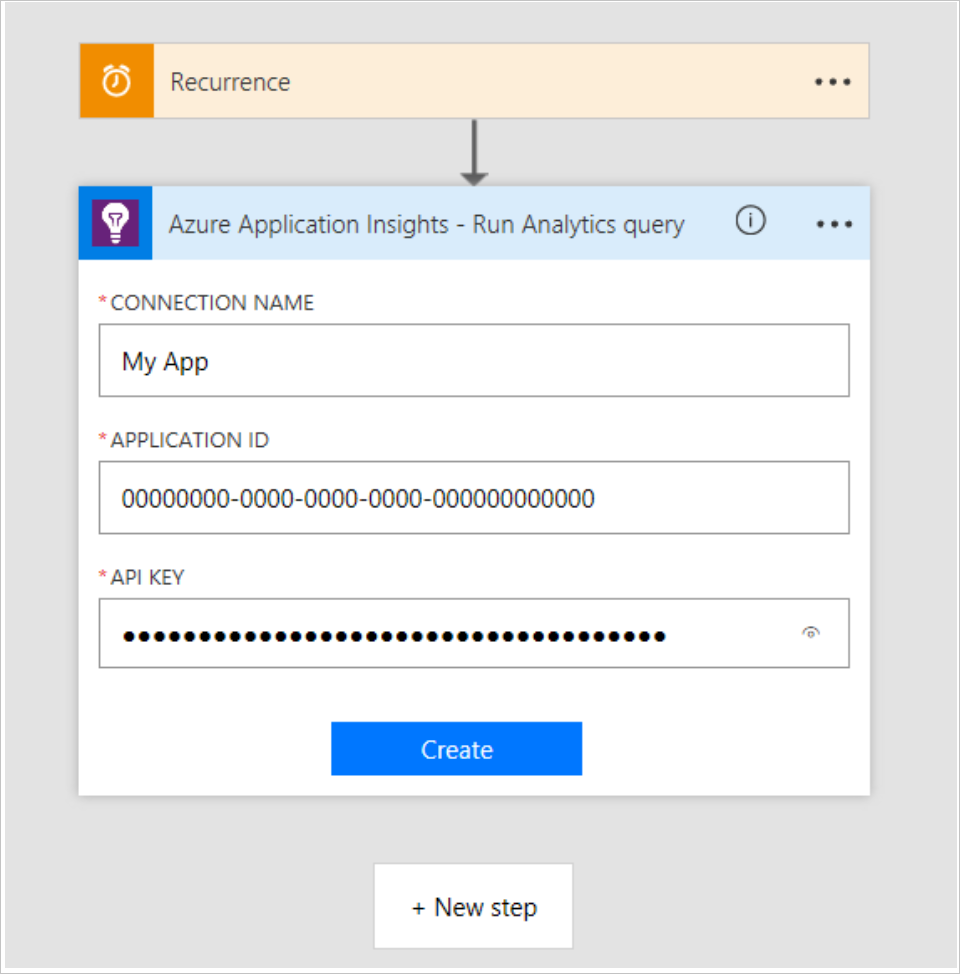 Recurrence
Azure Application Insights - Run Analytics query
*CONNECTION NAME
My App
*APPLICATION ID
00000000-0000-0000-0000-000000000000
*API KEY
••••••••••••••••••••••••••••••••••••
Create
+ New step